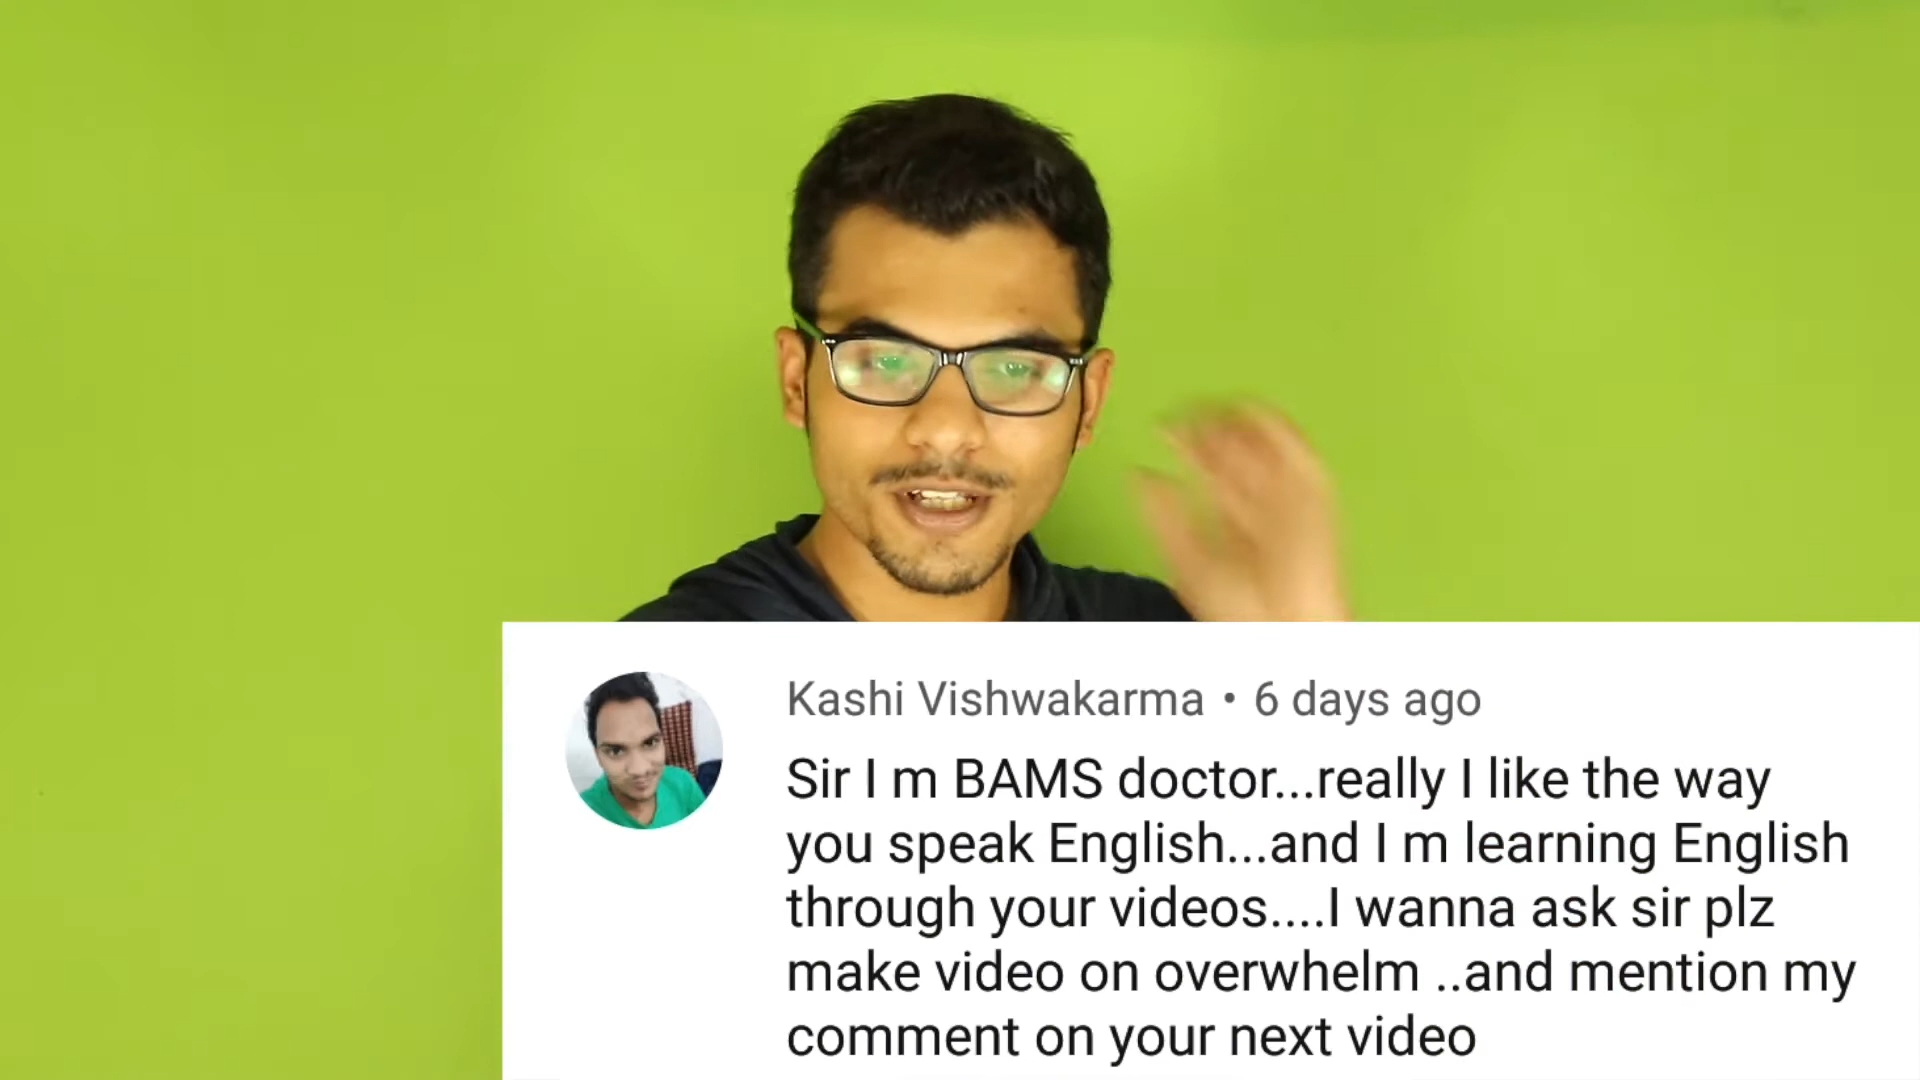 Kashi Vishwakarma • 6 days ago
Sir I m BAMS doctor...really I like the way
you speak English...and I m learning English
through your videos....I wanna ask sir plz
make video on overwhelm ..and mention my
comment on your next video